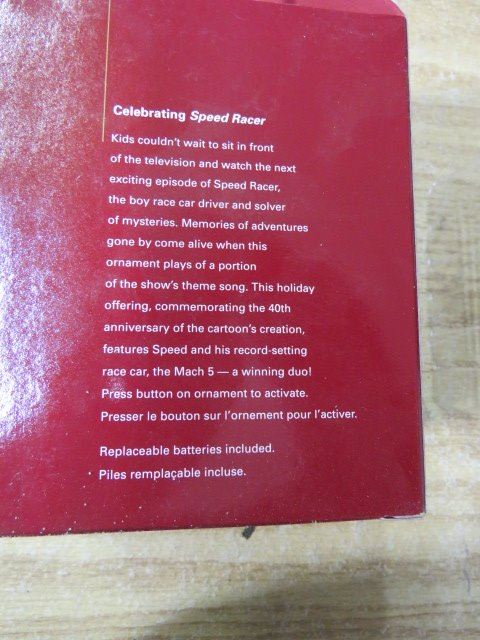 Celebrating Speed Racer
Kids couldn't wait to sit in front
of the television and watch the next
exciting episode of Speed Racer,
the boy race car driver and solver
of mysteries. Memories of adventures
gone by come alive when this
ornament plays of a portion
of the show's theme song. This holiday
offering, commemorating the 40th
anniversary of the cartoon's creation,
features Speed and his record-setting
race car, the Mach 5 — a winning duo!
Press button on ornament to activate.
Presser le bouton sur l'ornement pour l'activer.
Replaceable batteries included.
Piles remplaçable incluse.